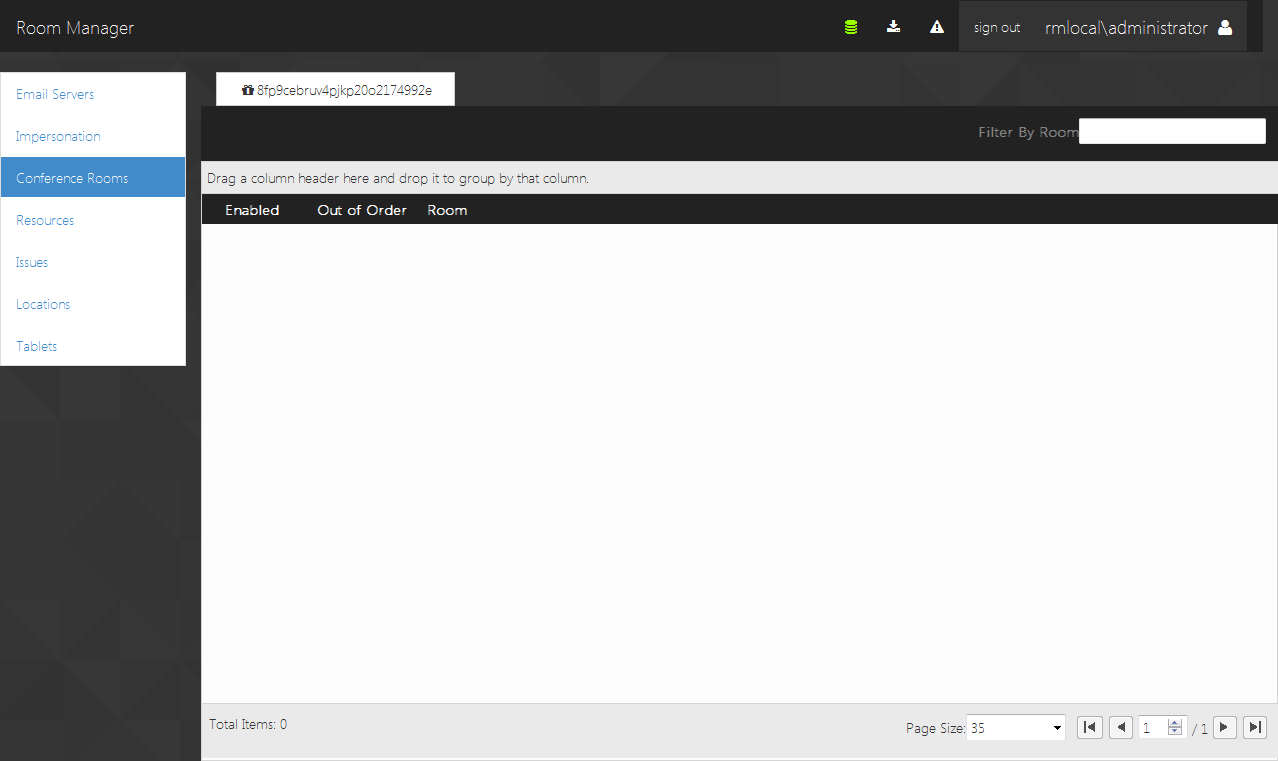 Room Manager
sign out
rmlocal\administrator
Email Servers
Impersonation
Conference Rooms
Resources
Issues
Locations
Tablets
8fp9cebruv4pjkp20o2174992e
Filter By Room
Drag a column header here and drop it to group by that column.
Enabled Out of Order Room
Total Items: 0
Page Size: 35 1 / 1